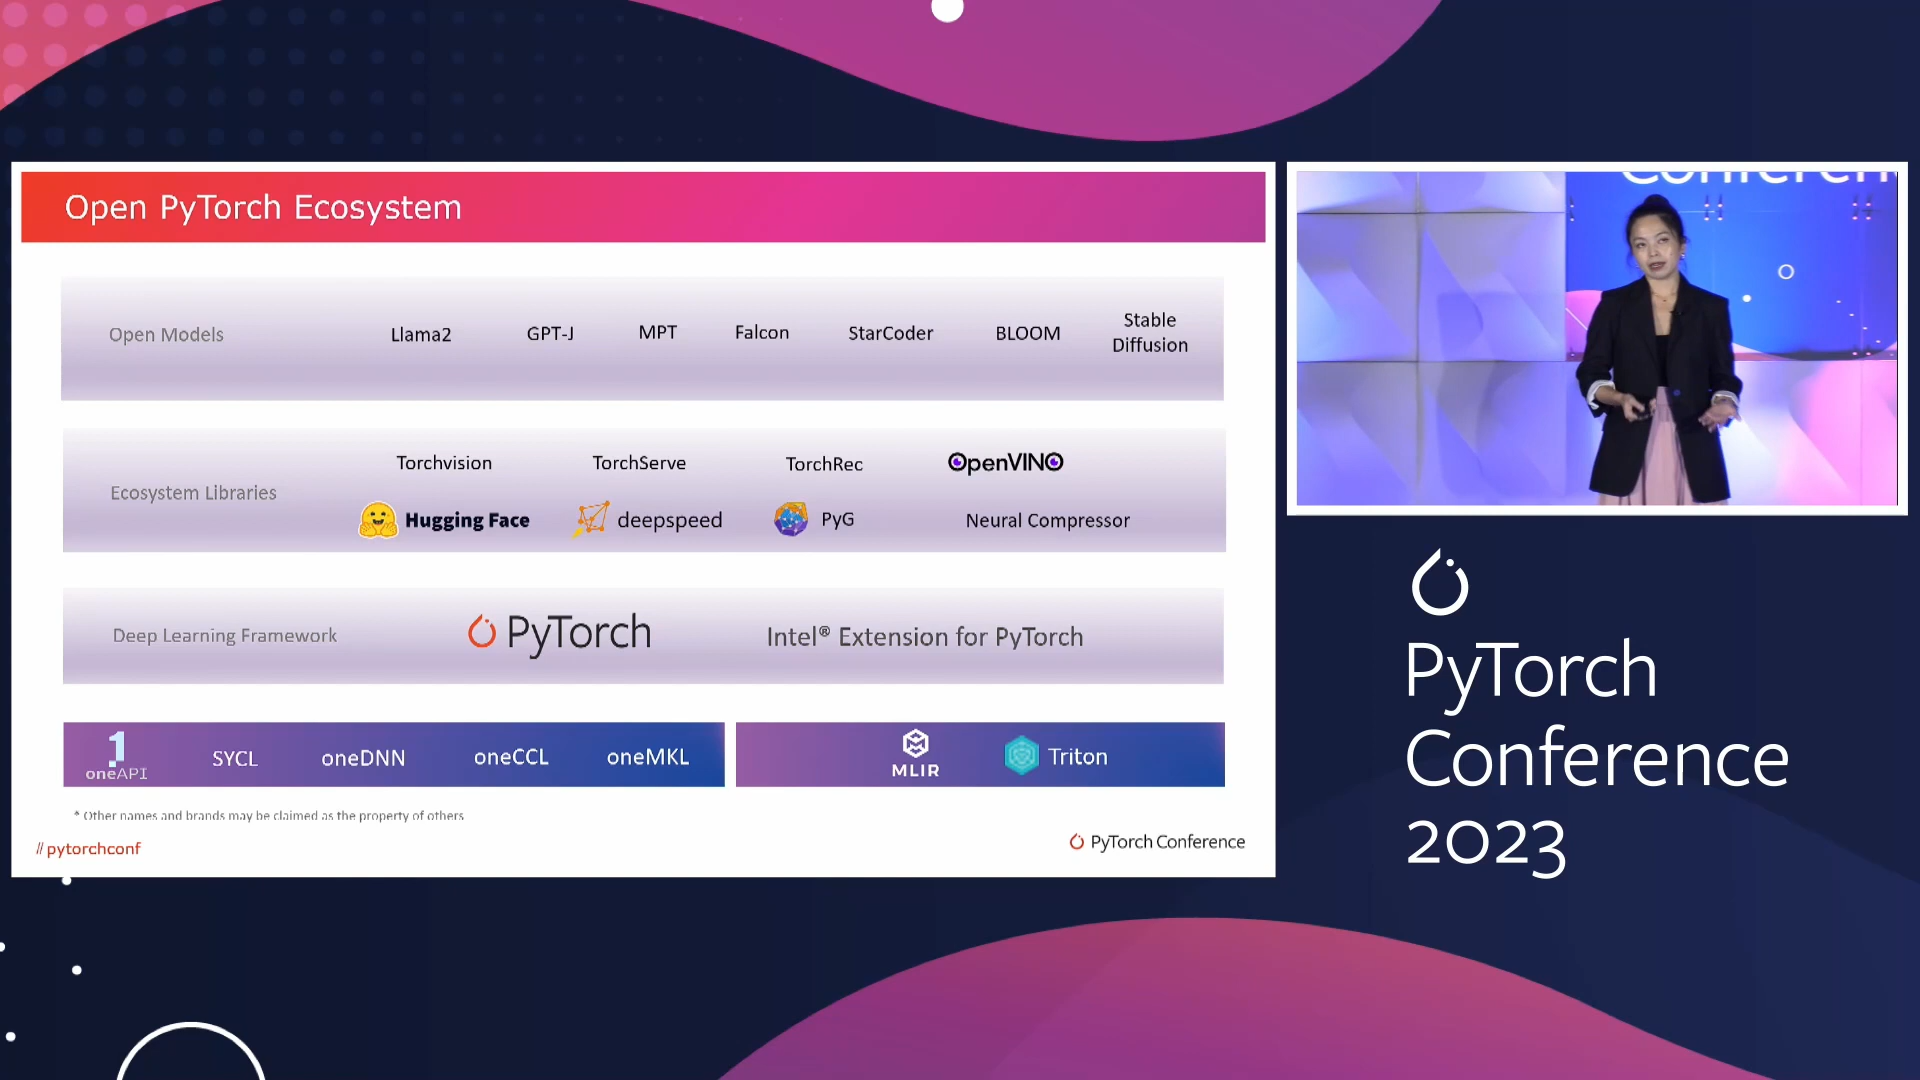 Open PyTorch Ecosystem
Open Models
Llama2
GPT-J
MPT
Falcon
StarCoder
BLOOM
Stable
Diffusion
Ecosystem Libraries
Torchvision
TorchServe
TorchRec
OpenVINO
Hugging Face
deepspeed
PyG
Neural Compressor
Deep Learning Framework
PyTorch
Intel® Extension for PyTorch
oneAPI
SYCL
oneDNN
oneCCL
oneMKL
MLIR
Triton
* Other names and brands may be claimed as the property of others
// pytorchconf
PyTorch Conference
Conferen
PyTorch
Conference
2023